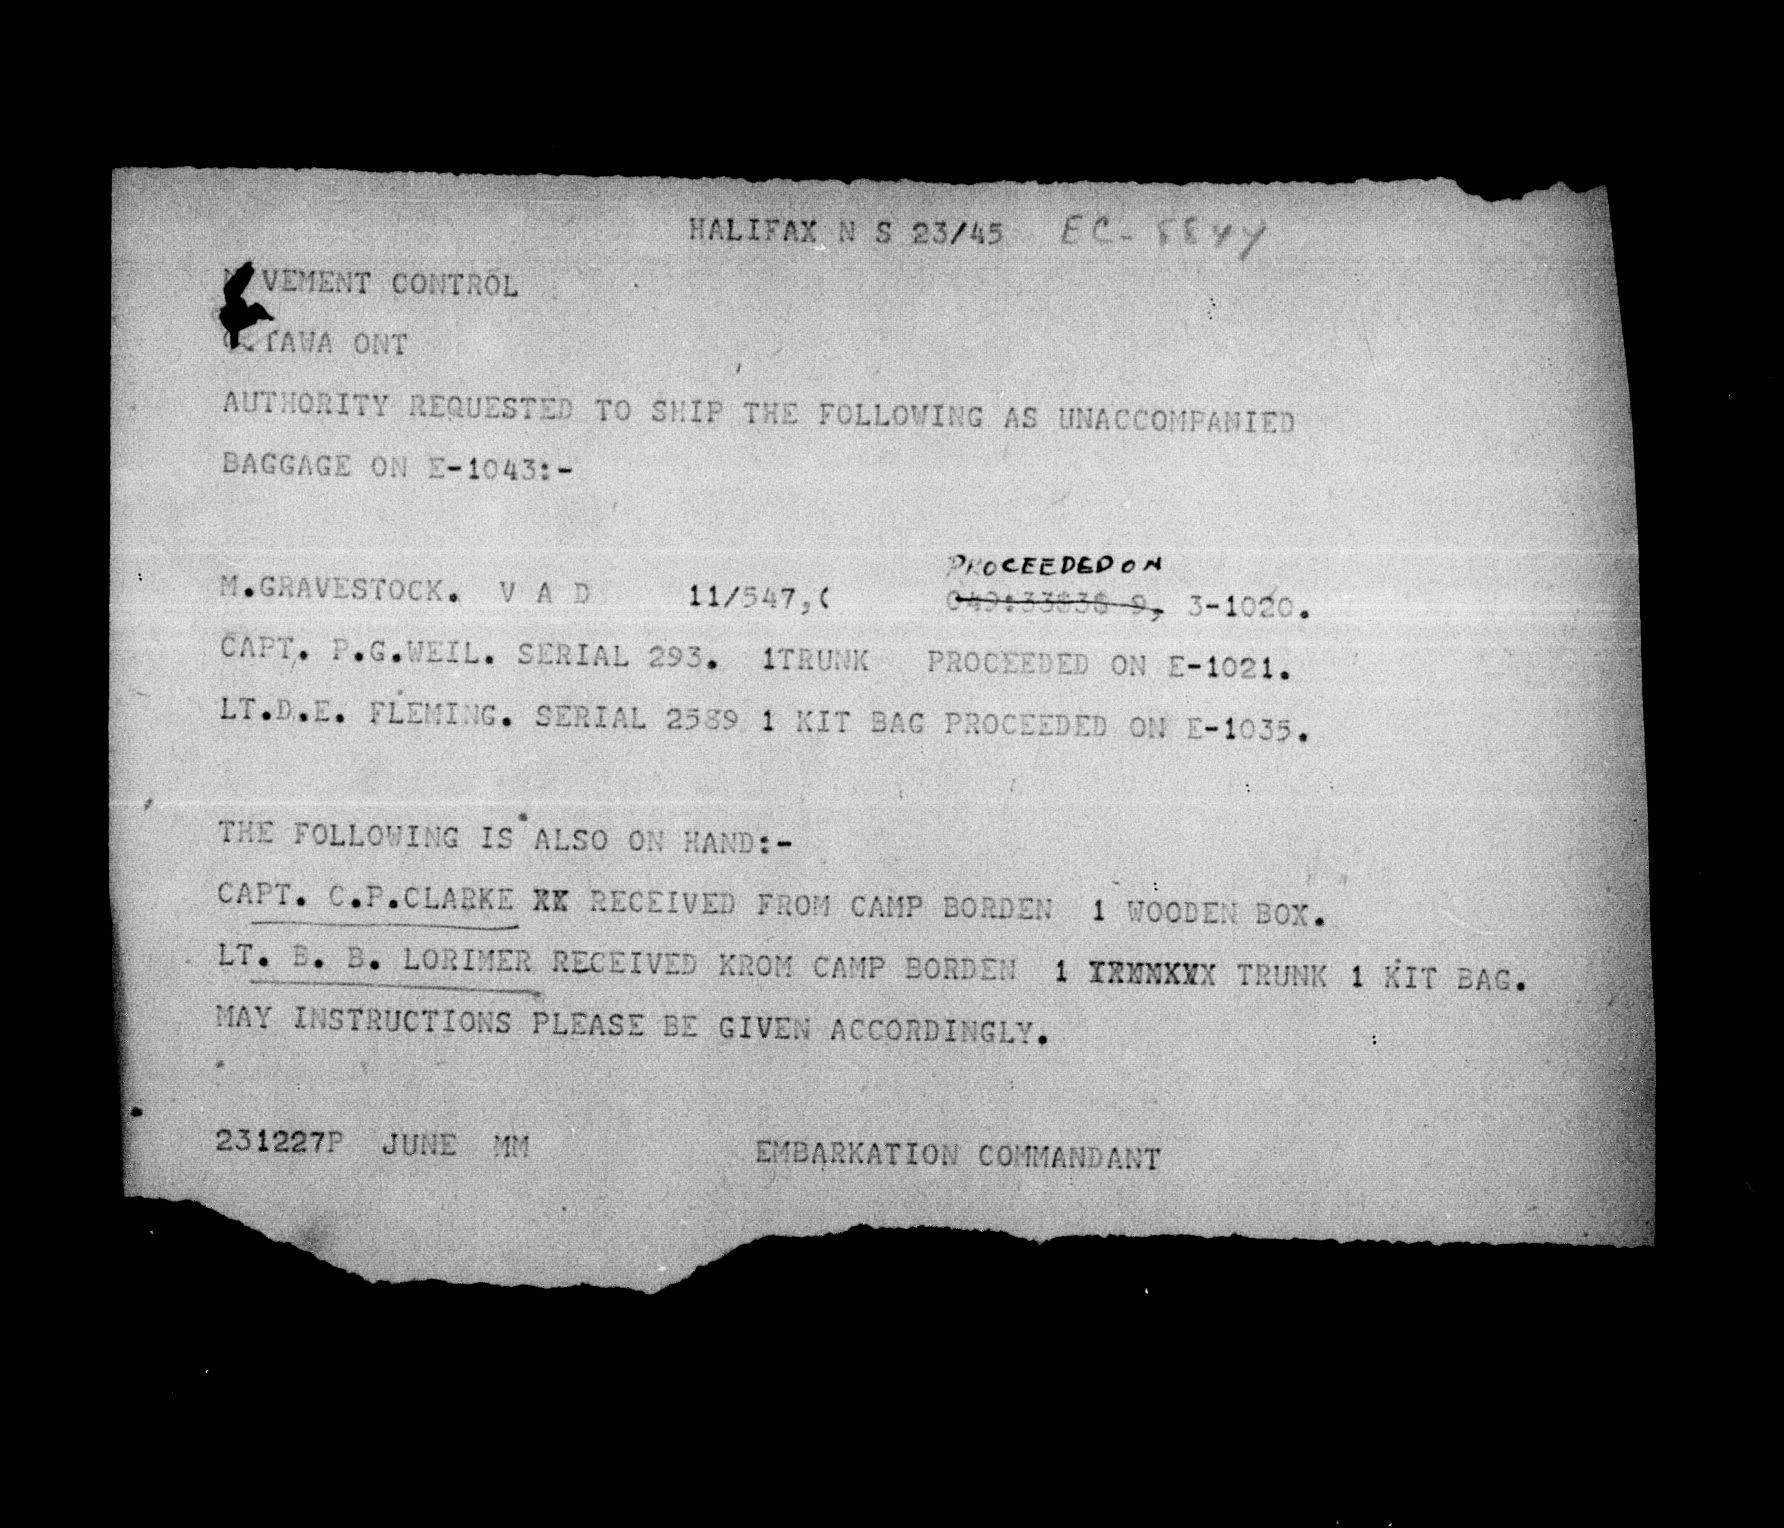 HALIFAX N S 23/45 EC-8844
VEMENT CONTROL
TAWA ONT
AUTHORITY REQUESTED TO SHIP THE FOLLOWING AS UNACCOMPANIED
BAGGAGE ON E-1043:-
PROCEEDED ON
M.GRAVESTOCK. V A D 11/547,( 049:33838 9, 3-1020.
CAPT. P.G.WEIL. SERIAL 293. 1TRUNK PROCEEDED ON E-1021.
LT.D.E. FLEMING. SERIAL 2589 1 KIT BAG PROCEEDED ON E-1035.
THE FOLLOWING IS ALSO ON HAND:-
CAPT. C.P.CLARKE XX RECEIVED FROM CAMP BORDEN 1 WOODEN BOX.
LT. B. B. LORIMER RECEIVED KROM CAMP BORDEN 1 TRUNK 1 KIT BAG.
MAY INSTRUCTIONS PLEASE BE GIVEN ACCORDINGLY.
231227P JUNE MM EMBARKATION COMMANDANT